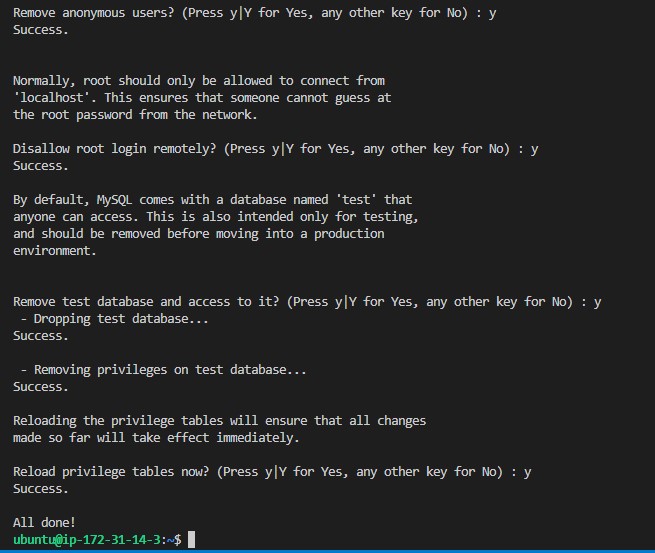 Remove anonymous users? (Press y|Y for Yes, any other key for No) : y
Success.
Normally, root should only be allowed to connect from
'localhost'. This ensures that someone cannot guess at
the root password from the network.
Disallow root login remotely? (Press y|Y for Yes, any other key for No) : y
Success.
By default, MySQL comes with a database named 'test' that
anyone can access. This is also intended only for testing,
and should be removed before moving into a production
environment.
Remove test database and access to it? (Press y|Y for Yes, any other key for No) : y
- Dropping test database...
Success.
- Removing privileges on test database...
Success.
Reloading the privilege tables will ensure that all changes
made so far will take effect immediately.
Reload privilege tables now? (Press y|Y for Yes, any other key for No) : y
Success.
All done!
ubuntu@ip-172-31-14-3:~$